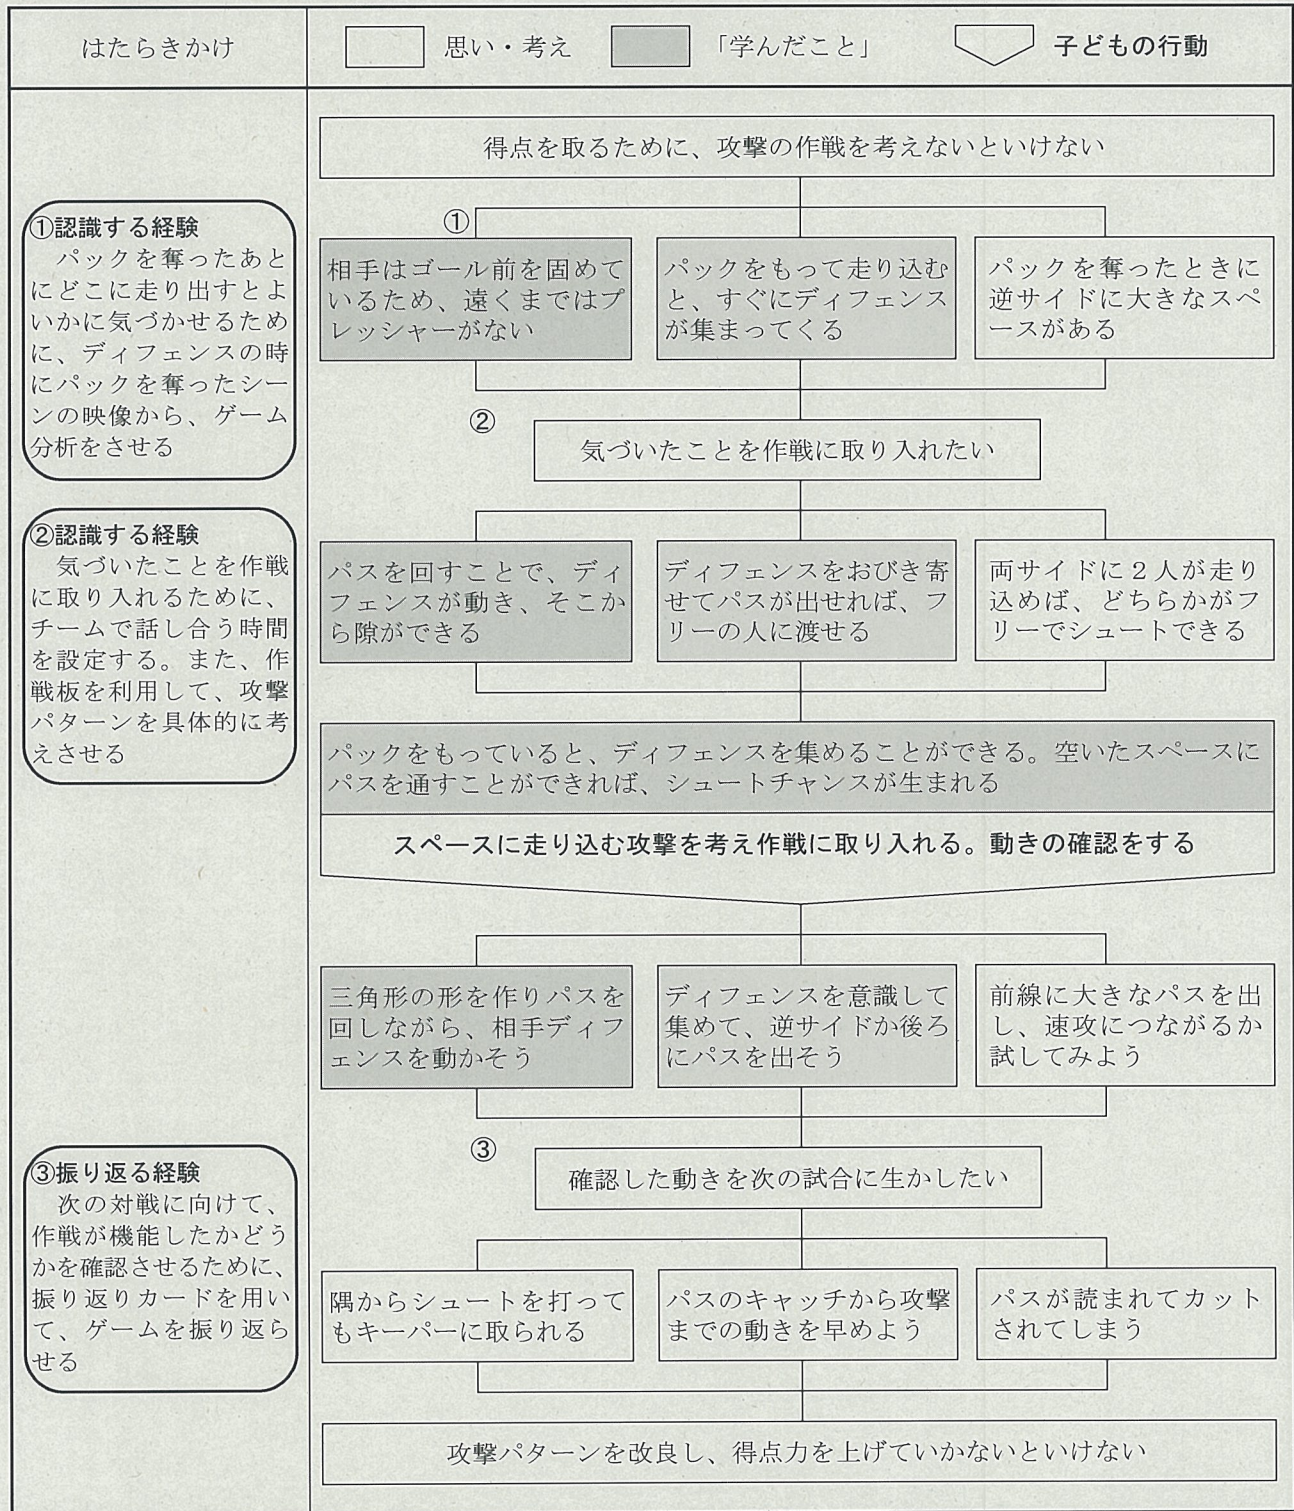 はたらきかけ
思い・考え
「学んだこと」
子どもの行動
得点を取るために、攻撃の作戦を考えないといけない
①認識する経験
パックを奪ったあと
にどこに走り出すとよ
いかに気づかせるため
に、ディフェンスの時
にパックを奪ったシー
ンの映像から、ゲーム
分析をさせる
①
相手はゴール前を固めて
いるため、遠くまではプ
レッシャーがない
パックをもって走り込む
と、すぐにディフェンス
が集まってくる
パックを奪ったときに
逆サイドに大きなスペ
ースがある
②
気づいたことを作戦に取り入れたい
②認識する経験
気づいたことを作戦
に取り入れるために、
チームで話し合う時間
を設定する。また、作
戦板を利用して、攻撃
パターンを具体的に考
えさせる
パスを回すことで、ディ
フェンスが動き、そこか
ら隙ができる
ディフェンスをおびき寄
せてパスが出せれば、フ
リーの人に渡せる
両サイドに２人が走り
込めば、どちらかがフ
リーでシュートできる
パックをもっていると、ディフェンスを集めることができる。空いたスペースに
パスを通すことができれば、シュートチャンスが生まれる
スペースに走り込む攻撃を考え作戦に取り入れる。動きの確認をする
三角形の形を作りパスを
回しながら、相手ディフ
ェンスを動かそう
ディフェンスを意識して
集めて、逆サイドか後ろ
にパスを出そう
前線に大きなパスを出
し、速攻につながるか
試してみよう
③
確認した動きを次の試合に生かしたい
③振り返る経験
次の対戦に向けて、
作戦が機能したかどう
かを確認させるために、
振り返りカードを用い
て、ゲームを振り返ら
せる
隅からシュートを打って
もキーパーに取られる
パスのキャッチから攻撃
までの動きを早めよう
パスが読まれてカット
されてしまう
攻撃パターンを改良し、得点力を上げていかないといけない